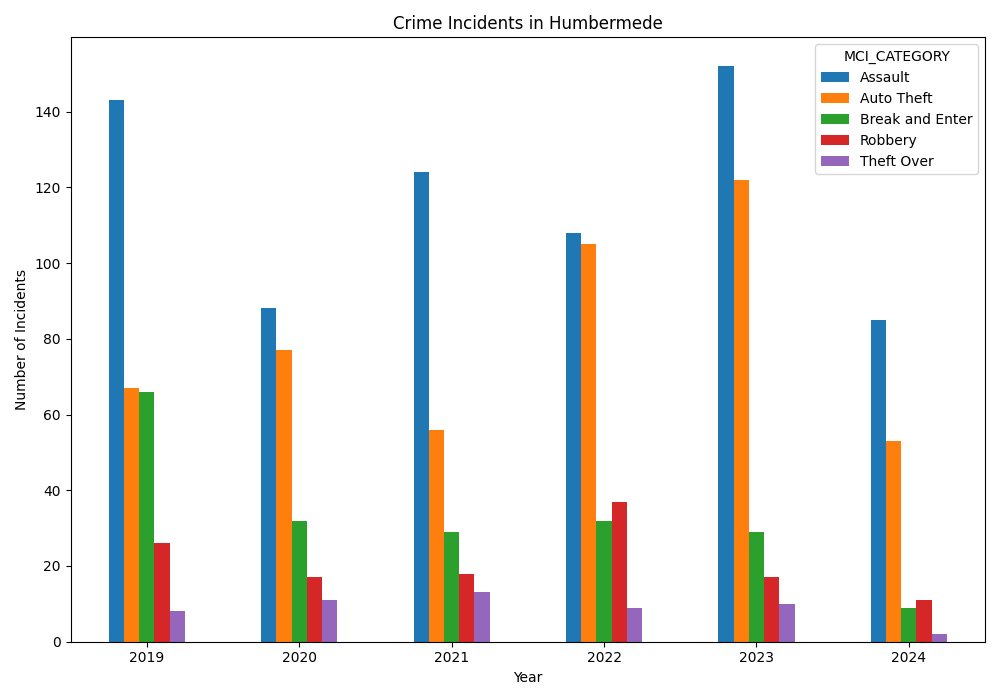 Crime Incidents in Humbermede
MCI_CATEGORY
Assault
Auto Theft
Break and Enter
Robbery
Theft Over
Number of Incidents
140
120
100
80
60
40
20
0
2019 2020 2021 2022 2023 2024
Year